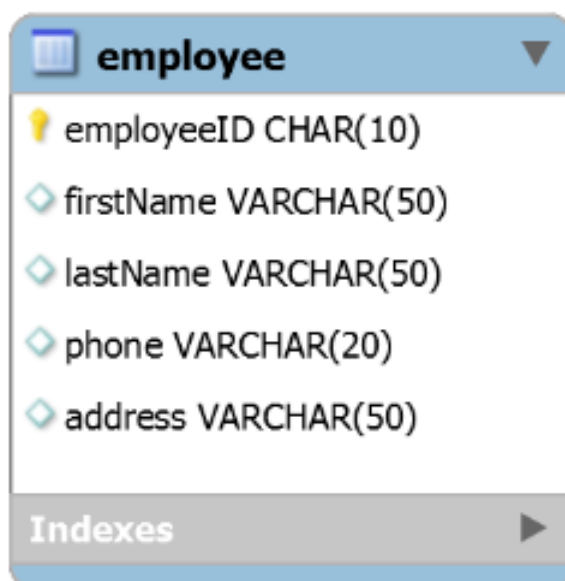 employee
employeeID CHAR(10)
firstName VARCHAR(50)
lastName VARCHAR(50)
phone VARCHAR(20)
address VARCHAR(50)
Indexes